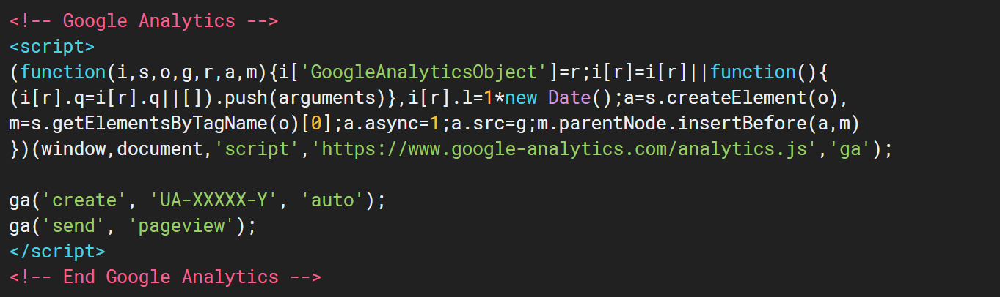 <!-- Google Analytics -->
<script>
(function(i,s,o,g,r,a,m){i['GoogleAnalyticsObject']=r;i[r]=i[r]||function(){
(i[r].q=i[r].q||[]).push(arguments)},i[r].l=1*new Date();a=s.createElement(o),
m=s.getElementsByTagName(o)[0];a.async=1;a.src=g;m.parentNode.insertBefore(a,m)
})(window,document,'script','https://www.google-analytics.com/analytics.js','ga');

ga('create', 'UA-XXXXX-Y', 'auto');
ga('send', 'pageview');
</script>
<!-- End Google Analytics -->